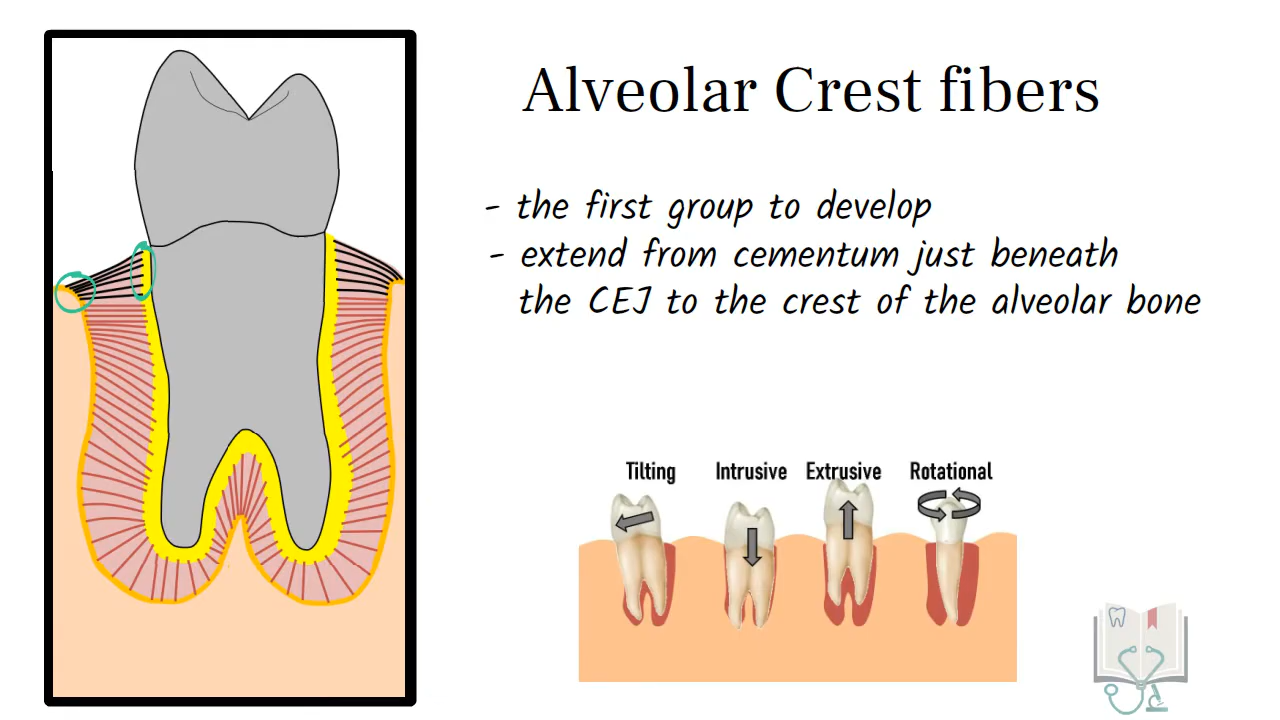 Alveolar Crest fibers
- the first group to develop
- extend from cementum just beneath
the CEJ to the crest of the alveolar bone
Tilting Intrusive Extrusive Rotational